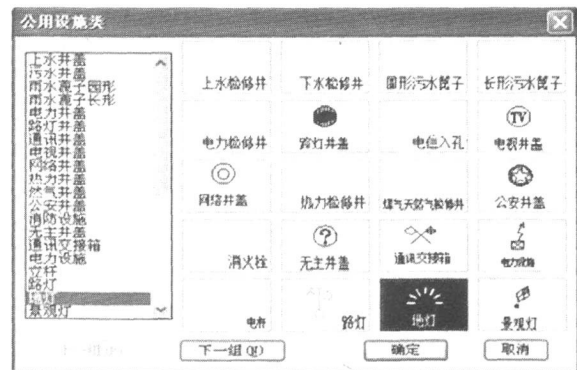 公用设施类
上水井盖
污水井盖
雨水篦子园形
雨水篦子长形
电力井盖
路灯井盖
通讯井盖
电视井盖
网络井盖
热力井盖
然气井盖
公安井盖
消防设施
无主井盖
通讯交接箱
电力设施
立杆
路灯
地灯
景观灯
上水检修井 下水检修井 圆形污水篦子 长形污水篦子
TV
电力检修井 路灯井盖 电信入孔 电视井盖
网络井盖 热力检修井 煤气天然气检修井 公安井盖
?
消火栓 无主井盖 通讯交接箱 电力设施
电杆 路灯 地灯 景观灯
上一组(P) 下一组(N) 确定 取消